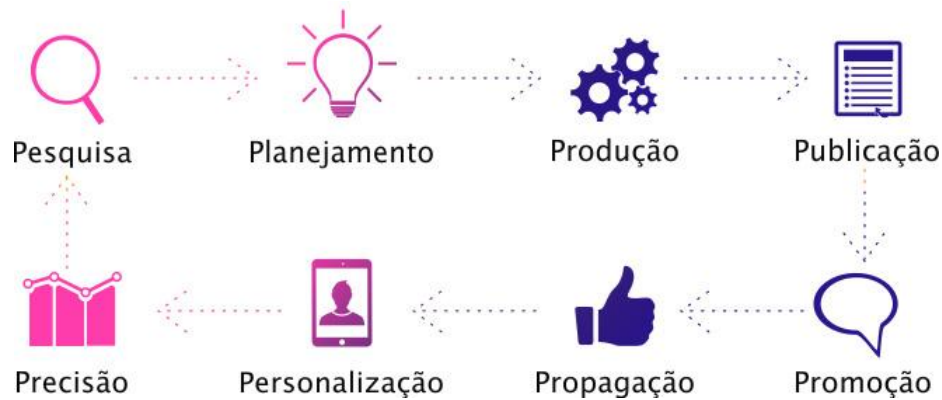 Pesquisa
Planejamento
Produção
Publicação
Precisão
Personalização
Propagação
Promoção